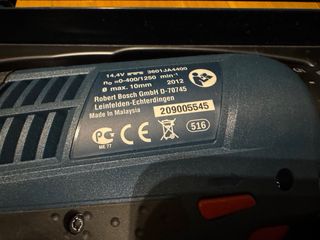 14,4V ⎓ 3601JA4400
n₀ =0-400/1250 min⁻¹
Ø max. 10mm 2012
Robert Bosch GmbH D-70745
Leinfelden-Echterdingen
Made in Malaysia 209005545
CE 516
ME 77